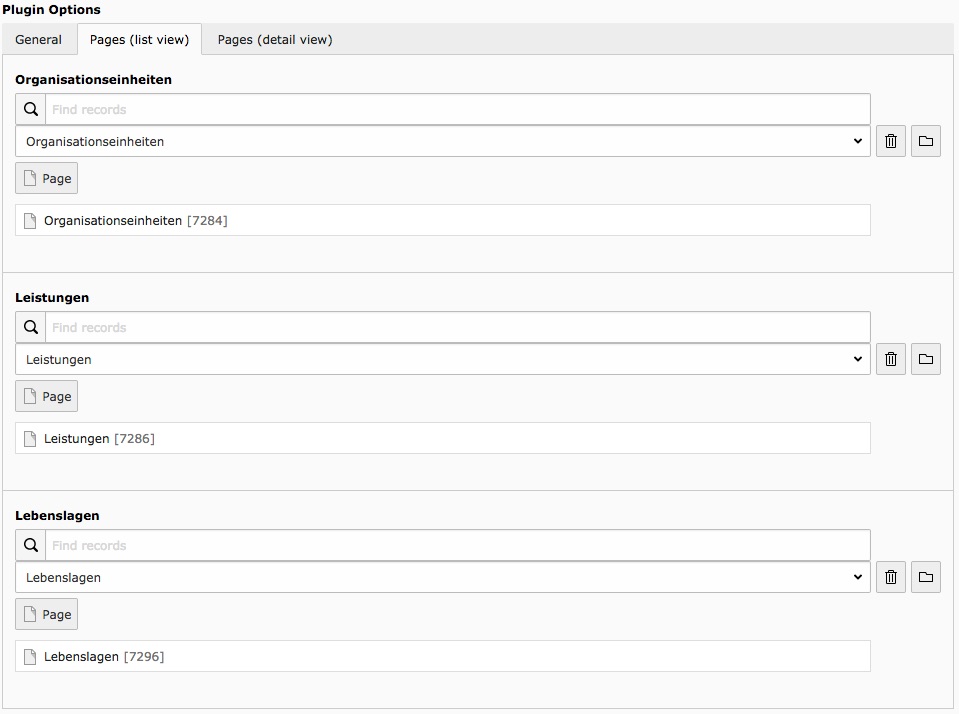 Plugin Options
General Pages (list view) Pages (detail view)
Organisationseinheiten
Find records
Organisationseinheiten
Page
Organisationseinheiten [7284]
Leistungen
Find records
Leistungen
Page
Leistungen [7286]
Lebenslagen
Find records
Lebenslagen
Page
Lebenslagen [7296]